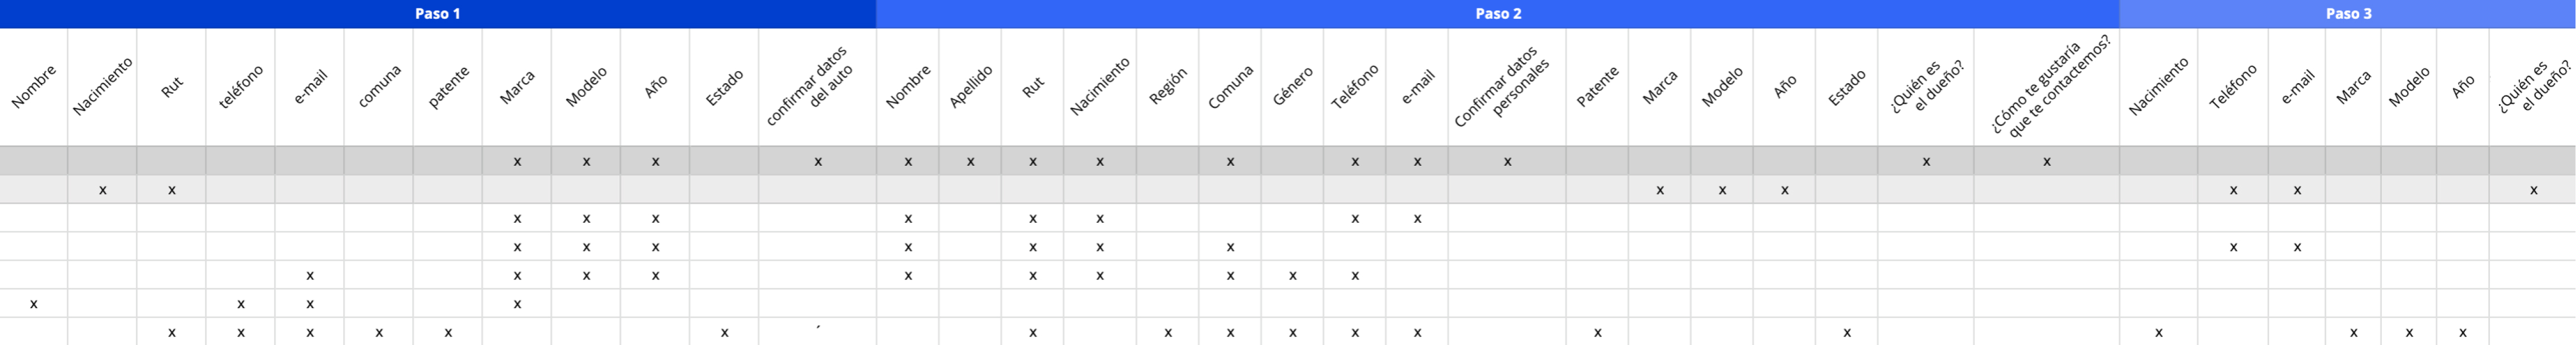 Paso 1 Paso 2 Paso 3
Nombre Nacimiento Rut teléfono e-mail comuna patente Marca Modelo Año Estado confirmar datos del auto Nombre Apellido Rut Nacimiento Región Comuna Género Teléfono e-mail Confirmar datos personales Patente Marca Modelo Año Estado ¿Quién es el dueño? ¿Cómo te gustaría que te contactemos? Nacimiento Teléfono e-mail Marca Modelo Año ¿Quién es el dueño?
x x x x x x x x x x x x x x
x x x x x x x x
x x x x x x x x
x x x x x x x x x
x x x x x x x x x x
x x x x
x x x x x x ´ x x x x x x x x x x x x